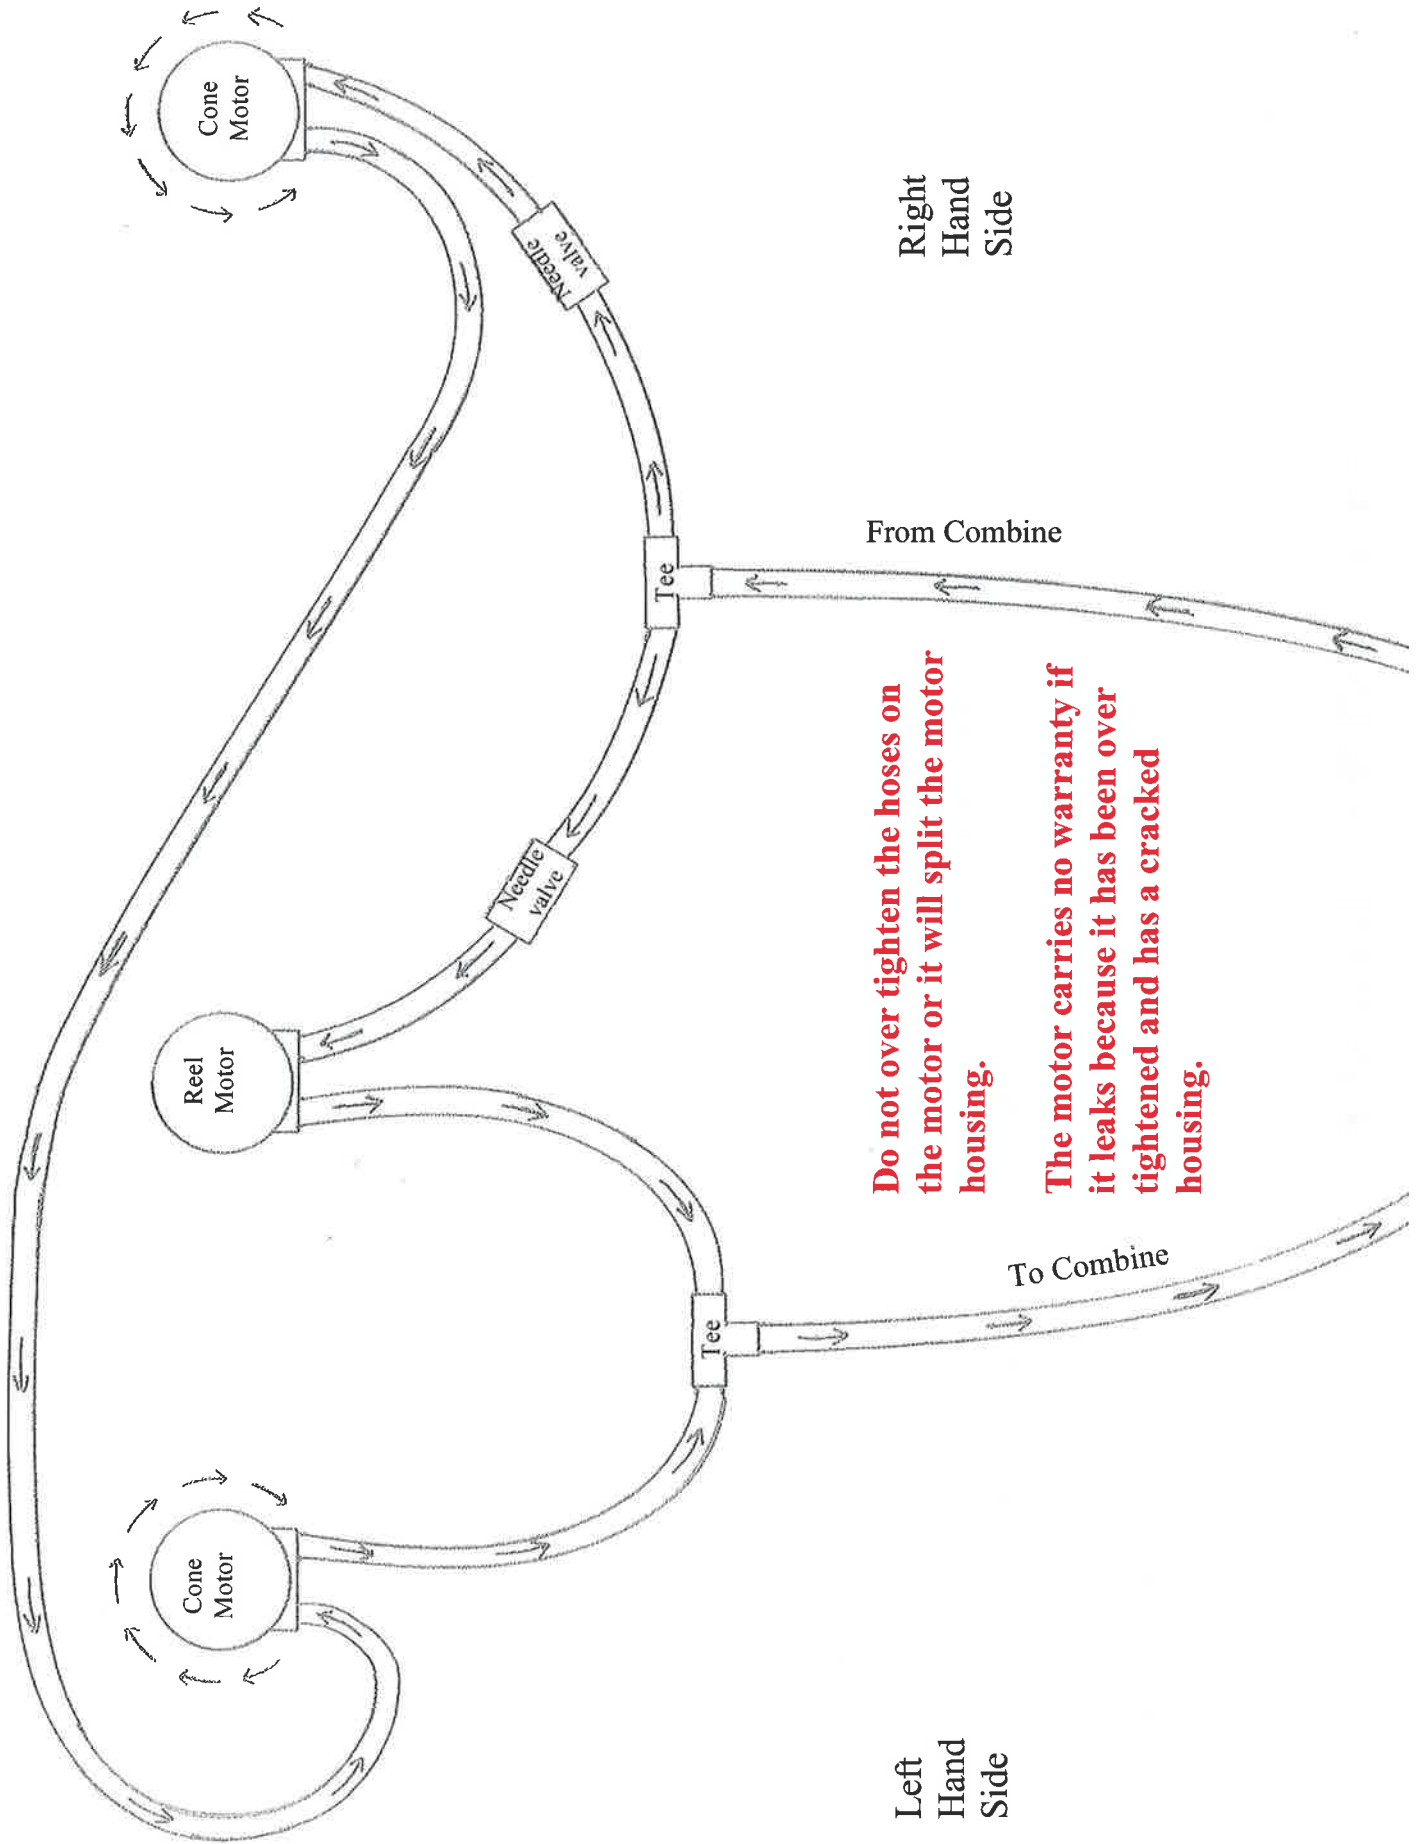 Cone
Motor
Reel
Motor
Cone
Motor
Needle
valve
Needle
valve
Tee
Tee
From Combine
To Combine
Left
Hand
Side
Right
Hand
Side
Do not over tighten the hoses on
the motor or it will split the motor
housing.
The motor carries no warranty if
it leaks because it has been over
tightened and has a cracked
housing.